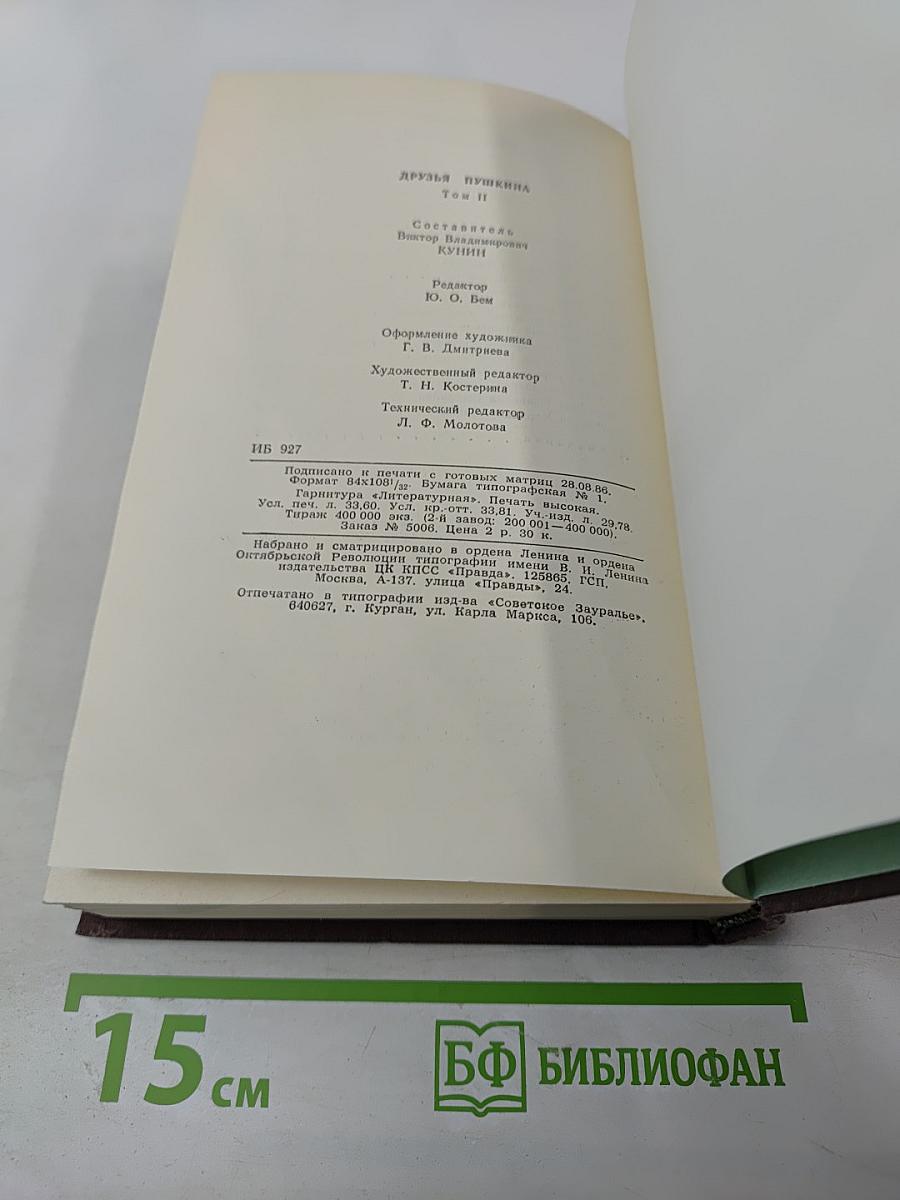 ДРУЗЬЯ ПУШКИНА
Том II
Составитель
Виктор Владимирович
КУНИН
Редактор
Ю. О. Бем
Оформление художника
Г. В. Дмитриева
Художественный редактор
Т. Н. Костерина
Технический редактор
Л. Ф. Молотова
ИБ 927
Подписано к печати с готовых матриц 28.08.86.
Формат 84х108¹/₃₂. Бумага типографская № 1.
Гарнитура «Литературная». Печать высокая.
Усл. печ. л. 33,60. Усл. кр.-отт. 33,81. Уч.-изд. л. 29,78.
Тираж 400 000 экз. (2-й завод: 200 001—400 000).
Заказ № 5006. Цена 2 р. 30 к.
Набрано и сматрицировано в ордена Ленина и ордена
Октябрьской Революции типографии имени В. И. Ленина
издательства ЦК КПСС «Правда». 125865, ГСП,
Москва, А-137, улица «Правды», 24.
Отпечатано в типографии изд-ва «Советское Зауралье».
640627, г. Курган, ул. Карла Маркса, 106.
15 см
БФ БИБЛИОФАН